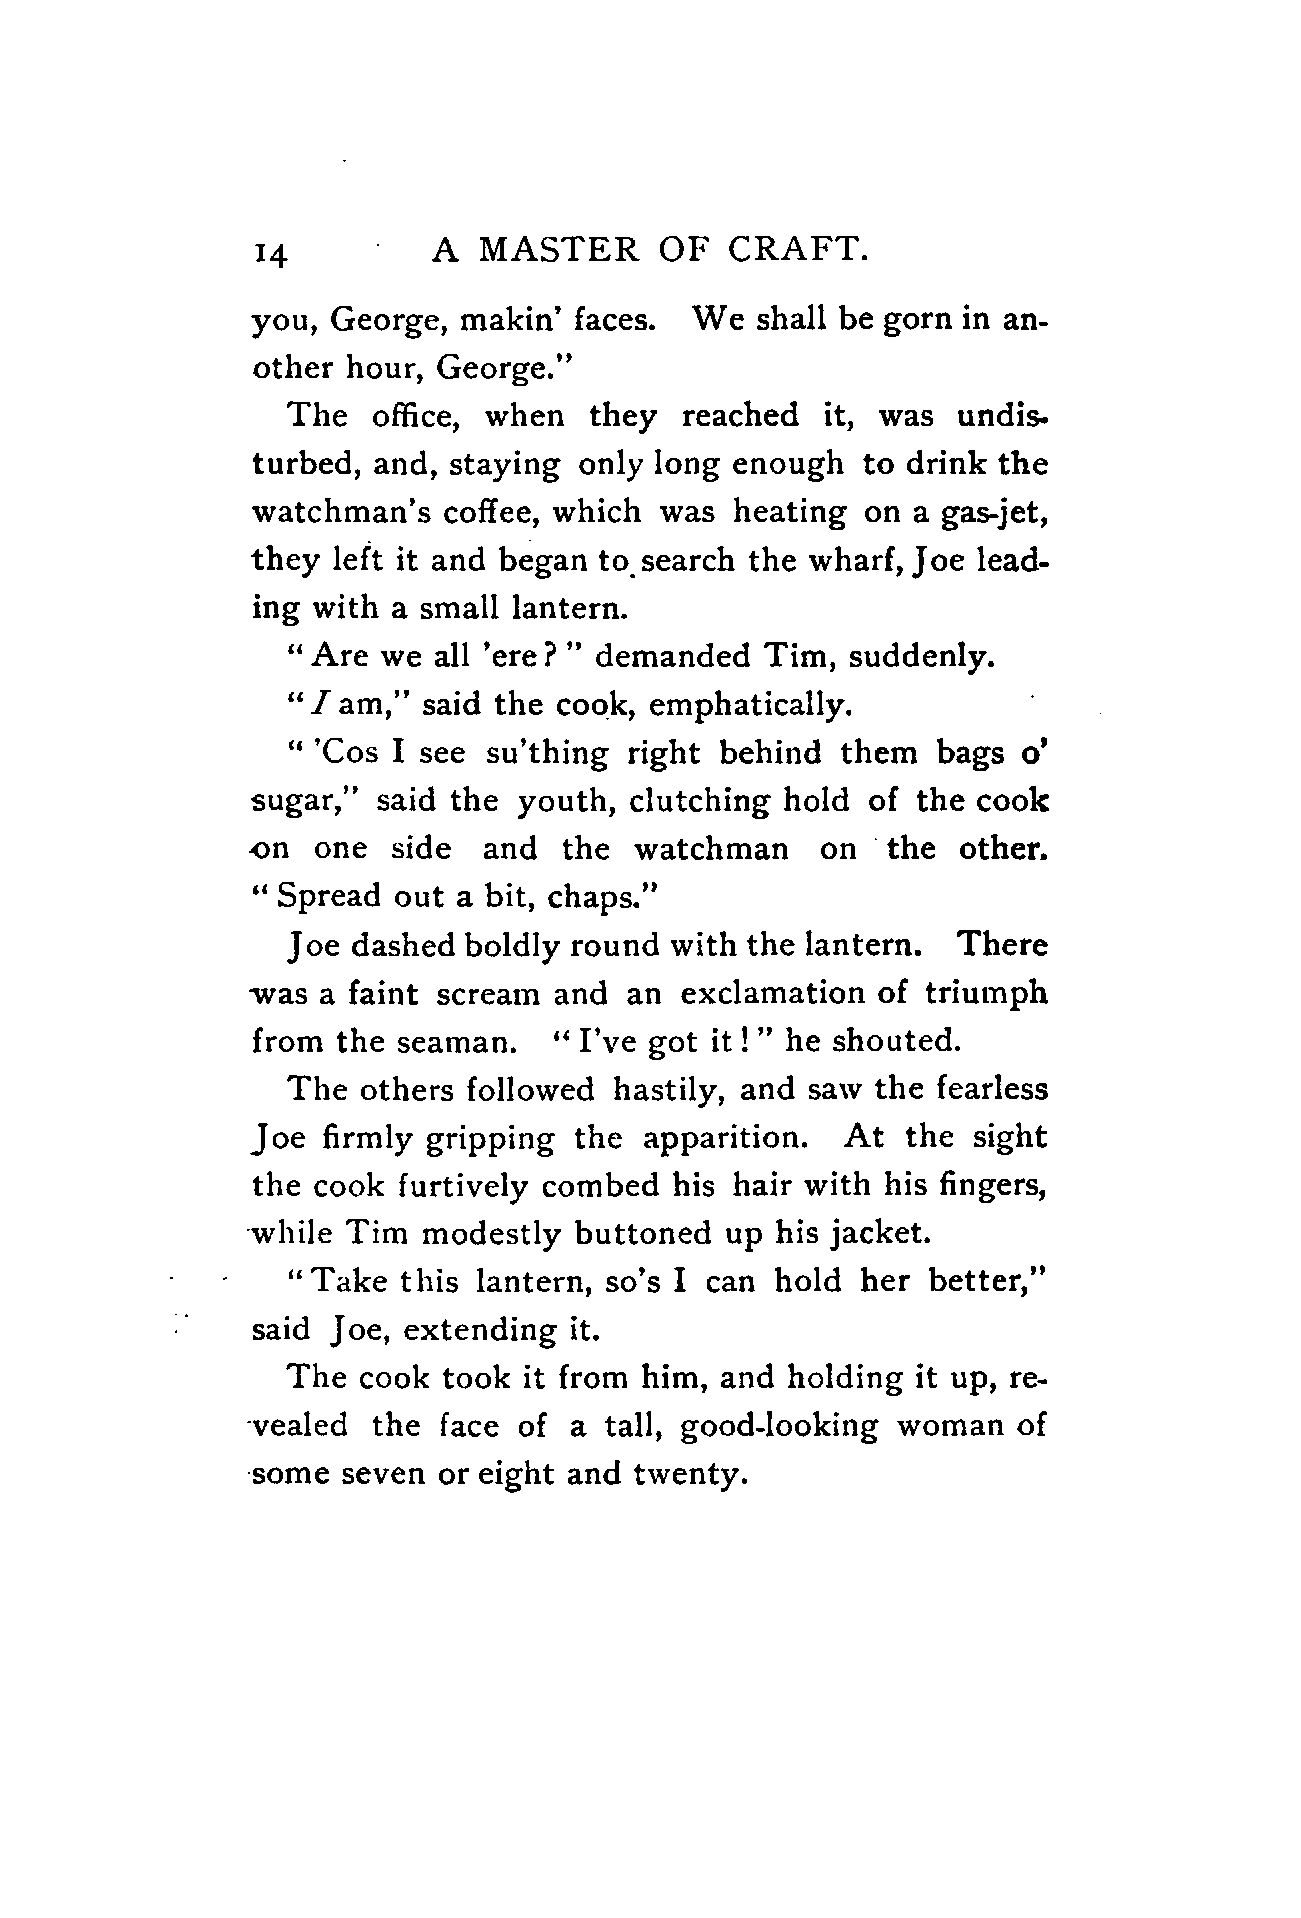 14 A MASTER OF CRAFT.
you, George, makin’ faces. We shall be gorn in an-
other hour, George.”
The office, when they reached it, was undis-
turbed, and, staying only long enough to drink the
watchman’s coffee, which was heating on a gas-jet,
they left it and began to search the wharf, Joe lead-
ing with a small lantern.
“Are we all ’ere?” demanded Tim, suddenly.
“I am,” said the cook, emphatically.
“’Cos I see su’thing right behind them bags o’
sugar,” said the youth, clutching hold of the cook
on one side and the watchman on the other.
“Spread out a bit, chaps.”
Joe dashed boldly round with the lantern. There
was a faint scream and an exclamation of triumph
from the seaman. “I’ve got it!” he shouted.
The others followed hastily, and saw the fearless
Joe firmly gripping the apparition. At the sight
the cook furtively combed his hair with his fingers,
while Tim modestly buttoned up his jacket.
“Take this lantern, so’s I can hold her better,”
said Joe, extending it.
The cook took it from him, and holding it up, re-
vealed the face of a tall, good-looking woman of
some seven or eight and twenty.